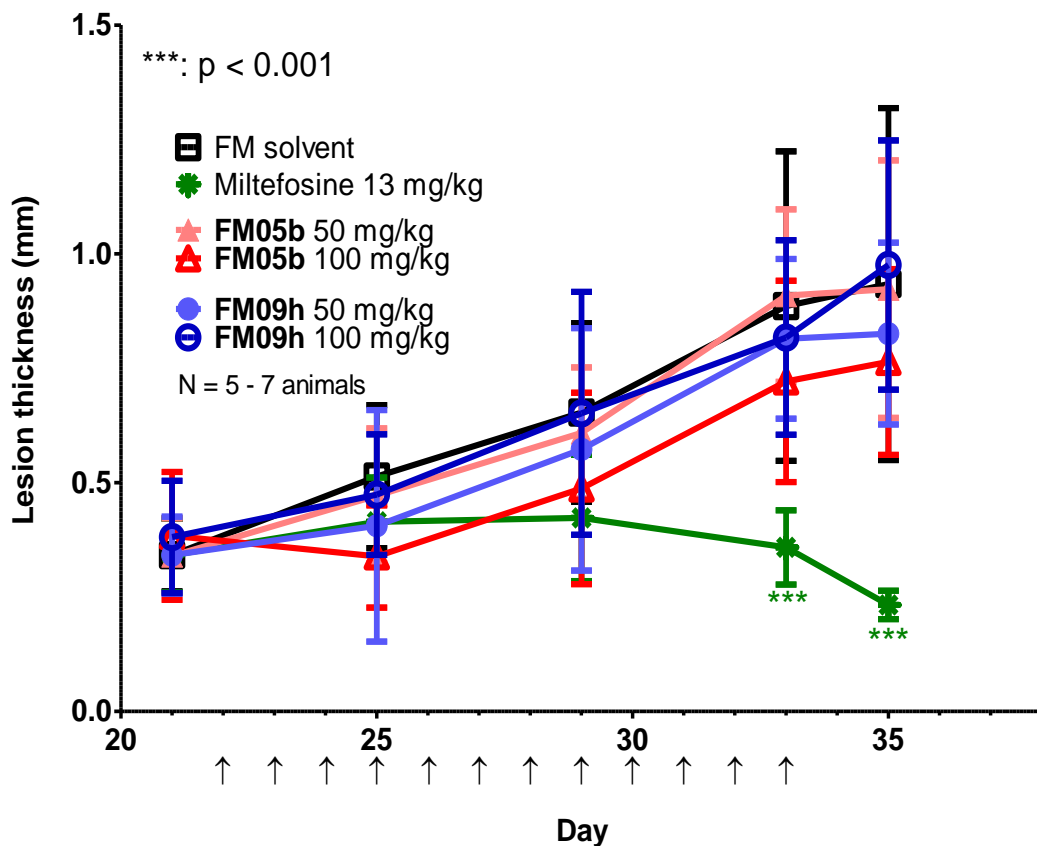 1.5
***: p < 0.001
FM solvent
Miltefosine 13 mg/kg
FM05b 50 mg/kg
FM05b 100 mg/kg
FM09h 50 mg/kg
FM09h 100 mg/kg
N = 5 - 7 animals
Lesion thickness (mm)
1.0
0.5
***
***
0.0
20 25 30 35
↑ ↑ ↑ ↑ ↑ ↑ ↑ ↑ ↑ ↑ ↑ ↑
Day